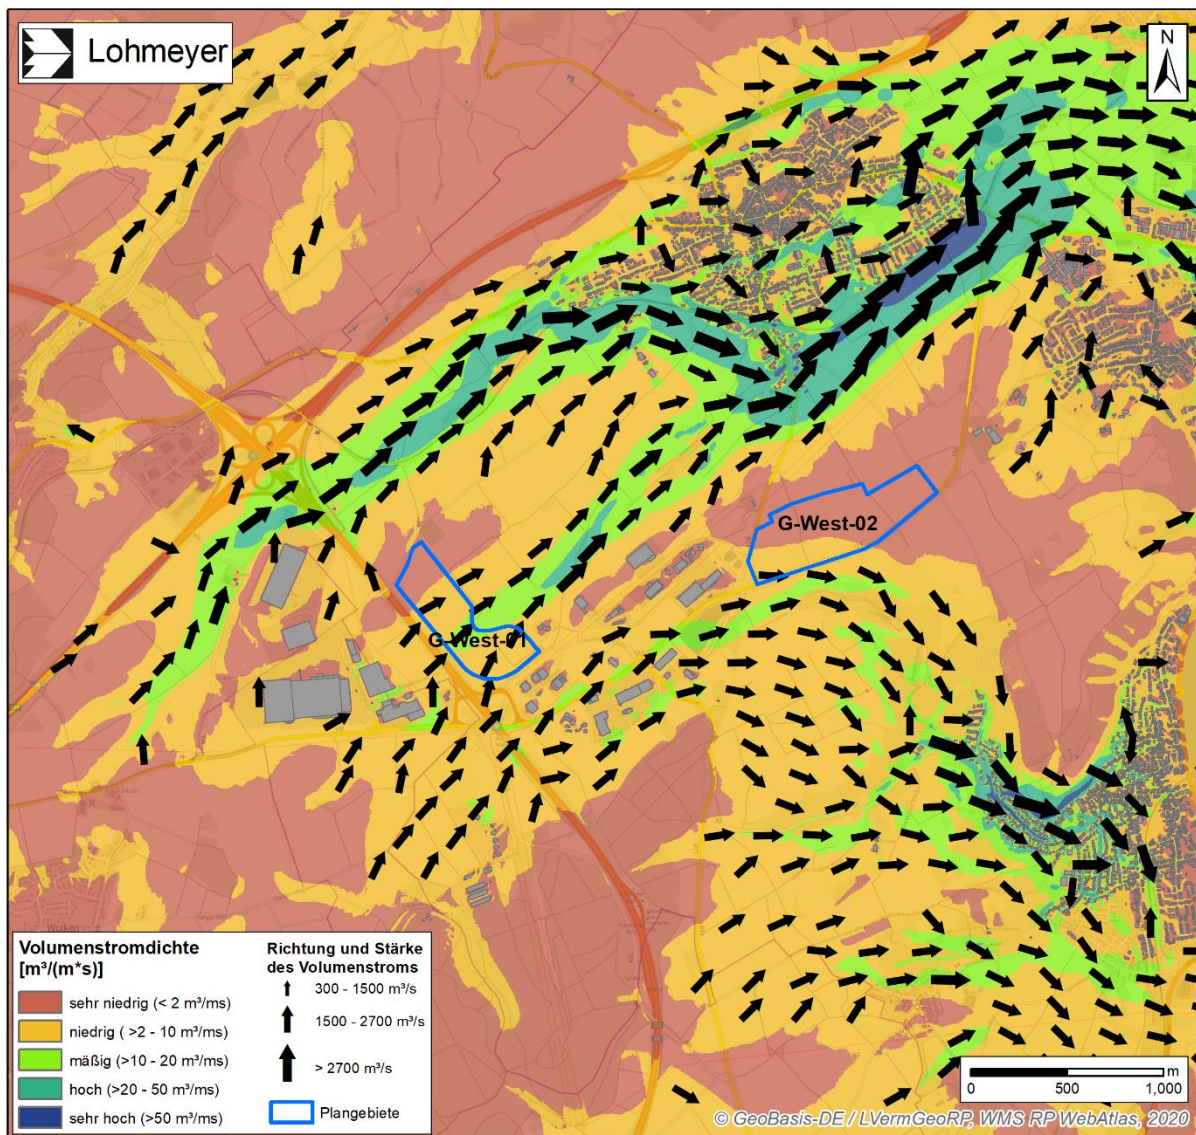 Lohmeyer
N
G-West-02
G-West-01
Wolken
Volumenstromdichte
[m³/(m*s)]
sehr niedrig (< 2 m³/ms)
niedrig ( >2 - 10 m³/ms)
mäßig (>10 - 20 m³/ms)
hoch (>20 - 50 m³/ms)
sehr hoch (>50 m³/ms)
Richtung und Stärke
des Volumenstroms
300 - 1500 m³/s
1500 - 2700 m³/s
> 2700 m³/s
Plangebiete
m
0 500 1,000
© GeoBasis-DE / LVermGeoRP, WMS RP WebAtlas, 2020